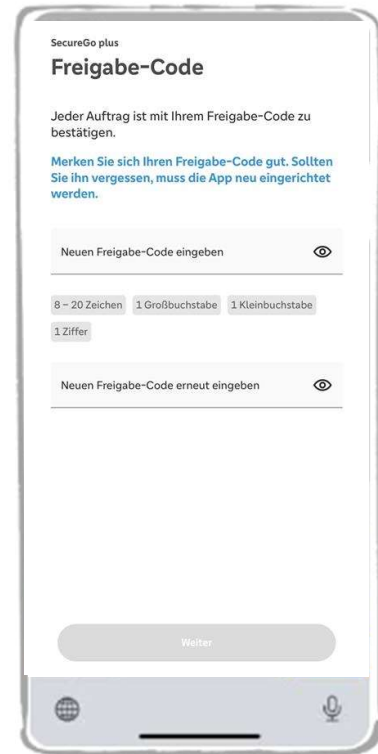 SecureGo plus
Freigabe-Code
Jeder Auftrag ist mit Ihrem Freigabe-Code zu
bestätigen.
Merken Sie sich Ihren Freigabe-Code gut. Sollten
Sie ihn vergessen, muss die App neu eingerichtet
werden.
Neuen Freigabe-Code eingeben
8 – 20 Zeichen 1 Großbuchstabe 1 Kleinbuchstabe
1 Ziffer
Neuen Freigabe-Code erneut eingeben
Weiter